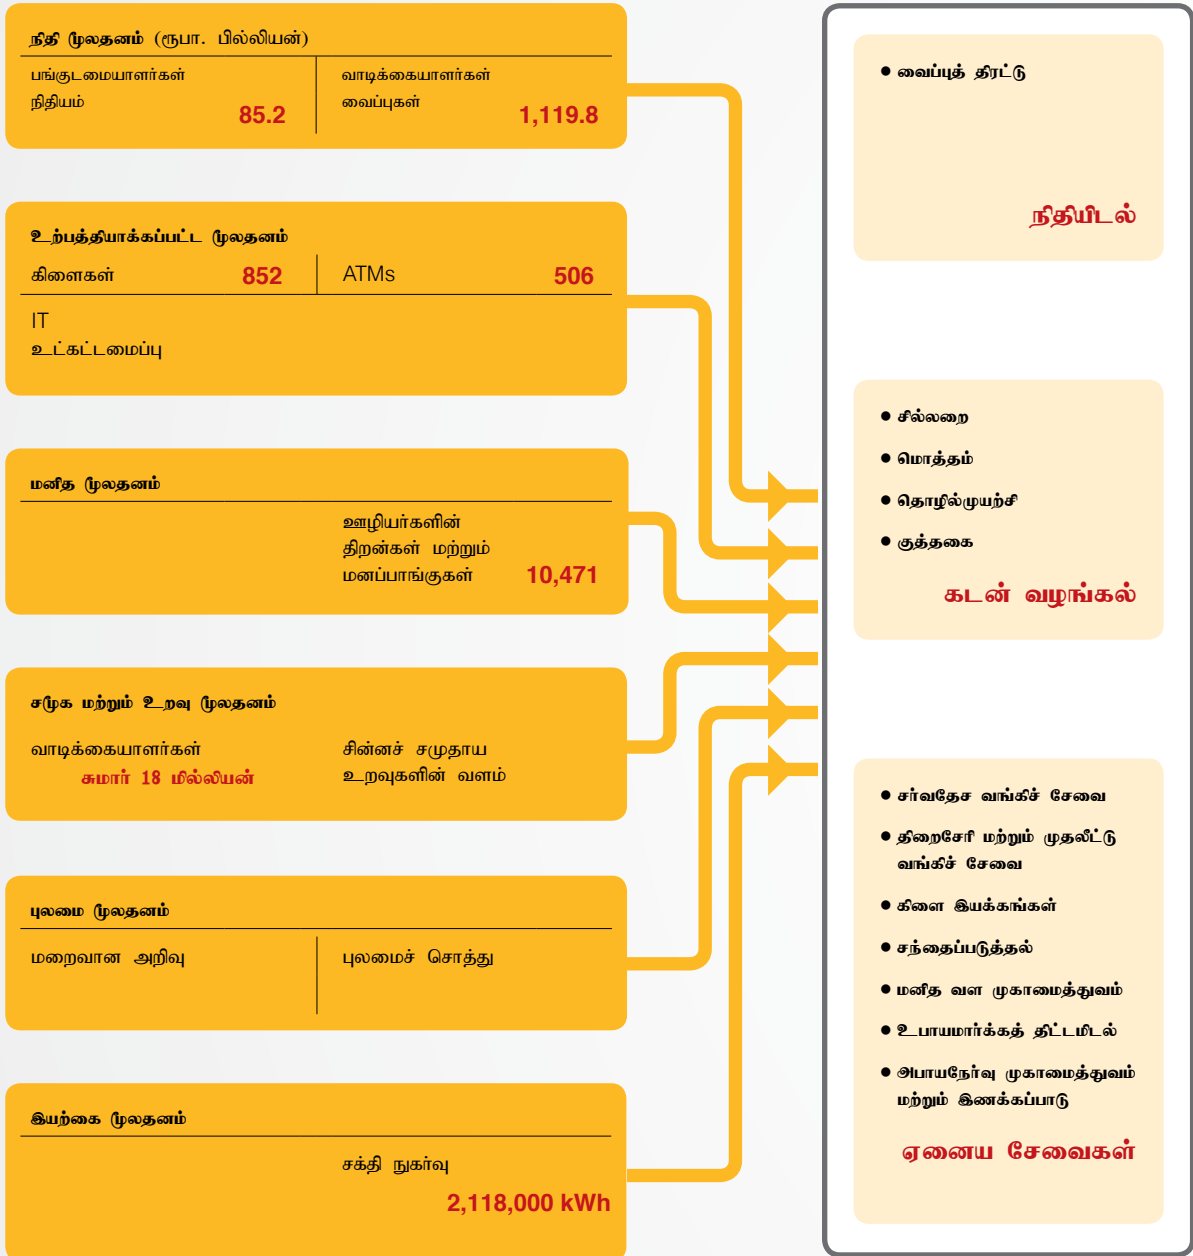 நிதி மூலதனம் (ரூபா. பில்லியன்)
பங்குடமையாளர்கள்
நிதியம்
85.2
வாடிக்கையாளர்கள்
வைப்புகள்
1,119.8
உற்பத்தியாக்கப்பட்ட மூலதனம்
கிளைகள் 852
ATMs 506
IT
உட்கட்டமைப்பு
மனித மூலதனம்
ஊழியர்களின்
திறன்கள் மற்றும்
மனப்பாங்குகள் 10,471
சமூக மற்றும் உறவு மூலதனம்
வாடிக்கையாளர்கள்
சுமார் 18 மில்லியன்
சின்னச் சமுதாய
உறவுகளின் வளம்
புலமை மூலதனம்
மறைவான அறிவு
புலமைச் சொத்து
இயற்கை மூலதனம்
சக்தி நுகர்வு
2,118,000 kWh
● வைப்புத் திரட்டு
நிதியிடல்
● சில்லறை
● மொத்தம்
● தொழில்முயற்சி
● குத்தகை
கடன் வழங்கல்
● சர்வதேச வங்கிச் சேவை
● திறைசேரி மற்றும் முதலீட்டு
வங்கிச் சேவை
● கிளை இயக்கங்கள்
● சந்தைப்படுத்தல்
● மனித வள முகாமைத்துவம்
● உபாயமார்க்கத் திட்டமிடல்
● அபாயநேர்வு முகாமைத்துவம்
மற்றும் இணக்கப்பாடு
ஏனைய சேவைகள்